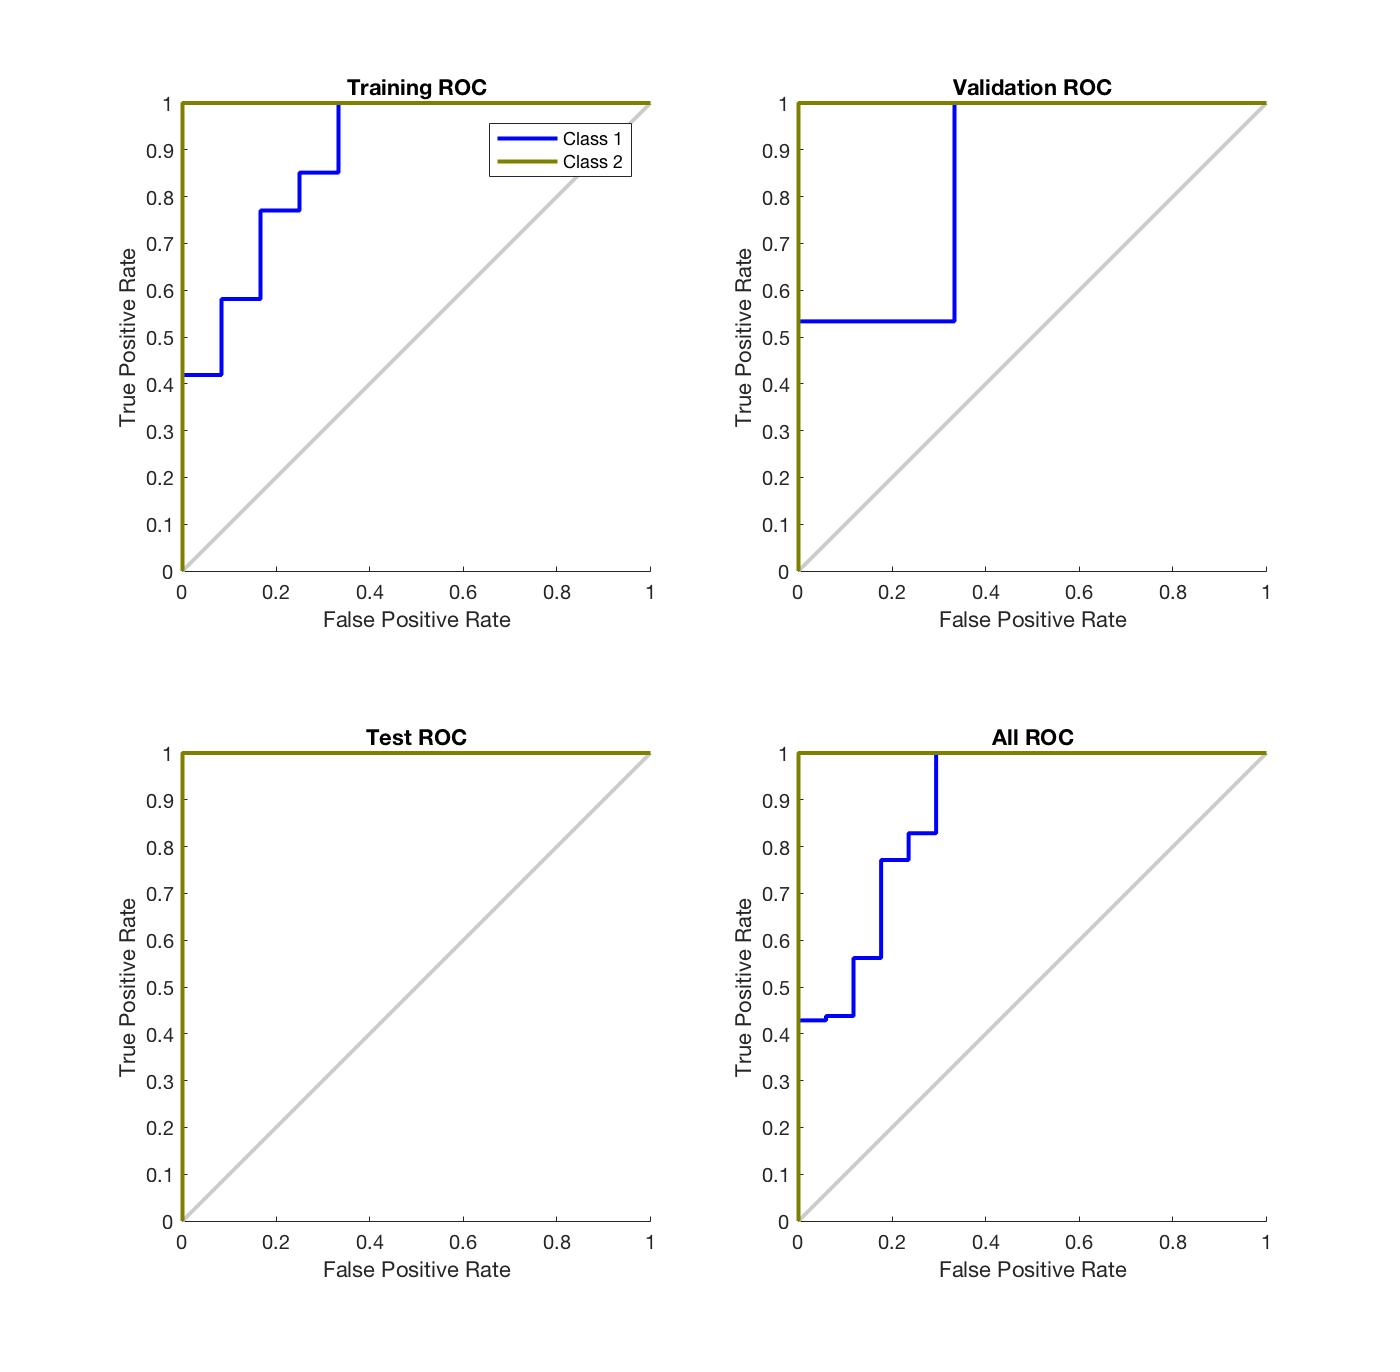 Training ROC
1
0.9
0.8
0.7
0.6
0.5
0.4
0.3
0.2
0.1
0
True Positive Rate
Class 1
Class 2
0 0.2 0.4 0.6 0.8 1
False Positive Rate
Validation ROC
1
0.9
0.8
0.7
0.6
0.5
0.4
0.3
0.2
0.1
0
True Positive Rate
0 0.2 0.4 0.6 0.8 1
False Positive Rate
Test ROC
1
0.9
0.8
0.7
0.6
0.5
0.4
0.3
0.2
0.1
0
True Positive Rate
0 0.2 0.4 0.6 0.8 1
False Positive Rate
All ROC
1
0.9
0.8
0.7
0.6
0.5
0.4
0.3
0.2
0.1
0
True Positive Rate
0 0.2 0.4 0.6 0.8 1
False Positive Rate